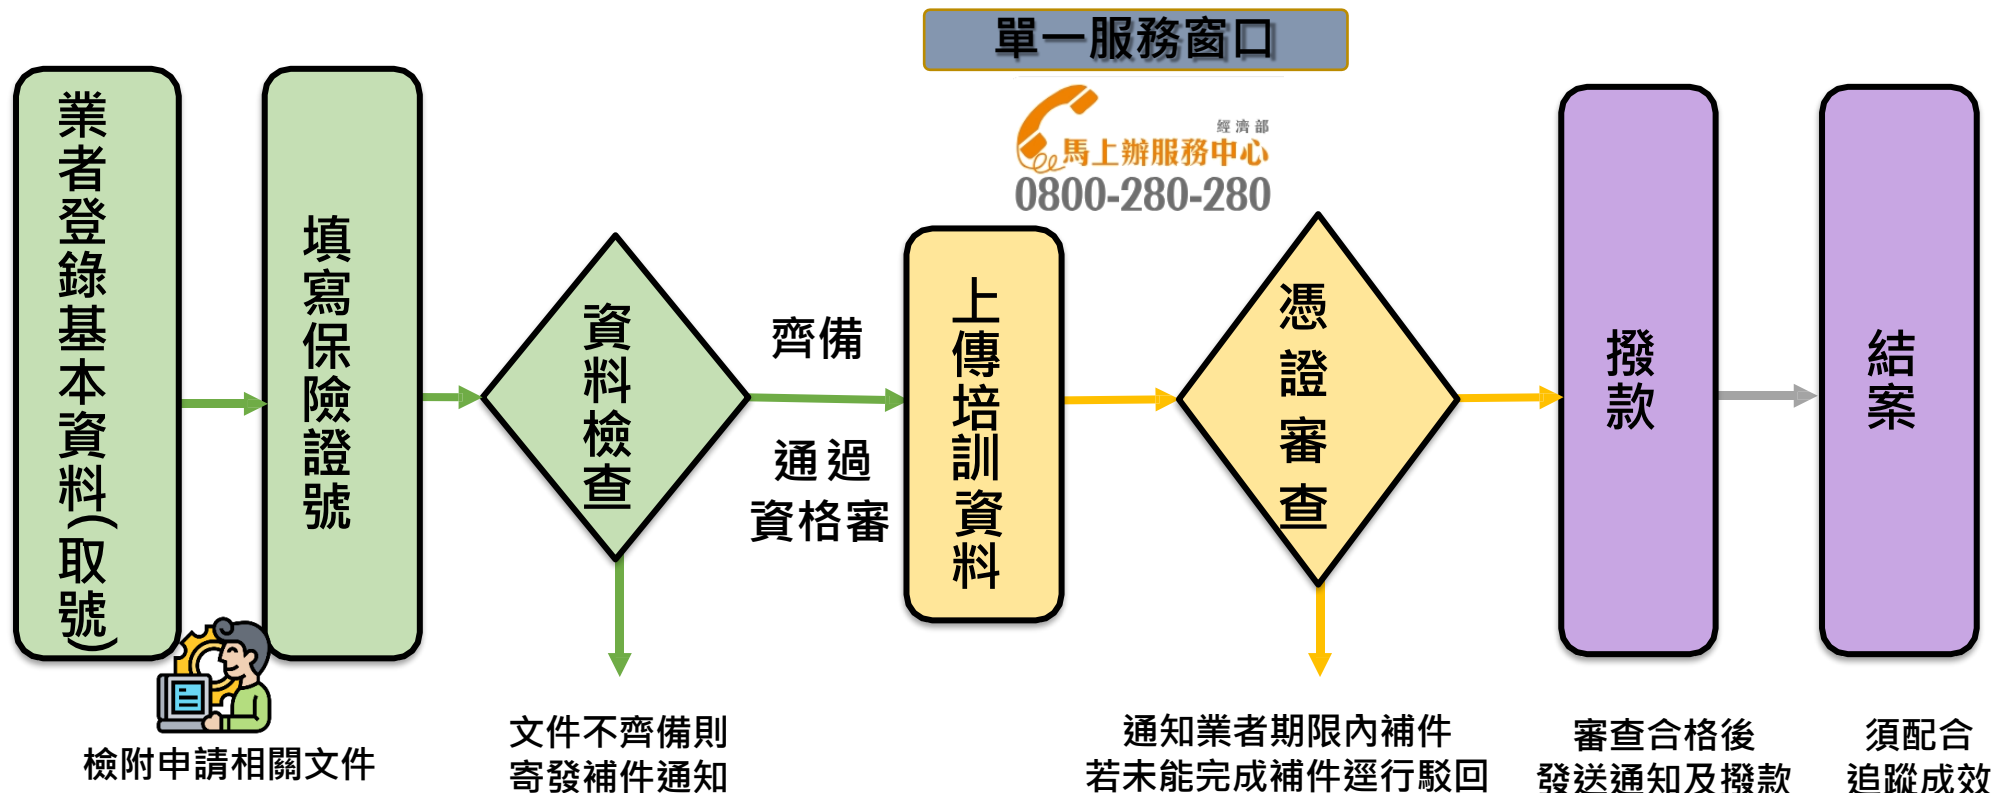 單一服務窗口
經濟部
馬上辦服務中心
0800-280-280
業者登錄基本資料(取號)
填寫保險證號
資料檢查
齊備
通過
資格審
上傳培訓資料
憑證審查
撥款
結案
檢附申請相關文件
文件不齊備則
寄發補件通知
通知業者期限內補件
若未能完成補件逕行駁回
審查合格後
發送通知及撥款
須配合
追蹤成效